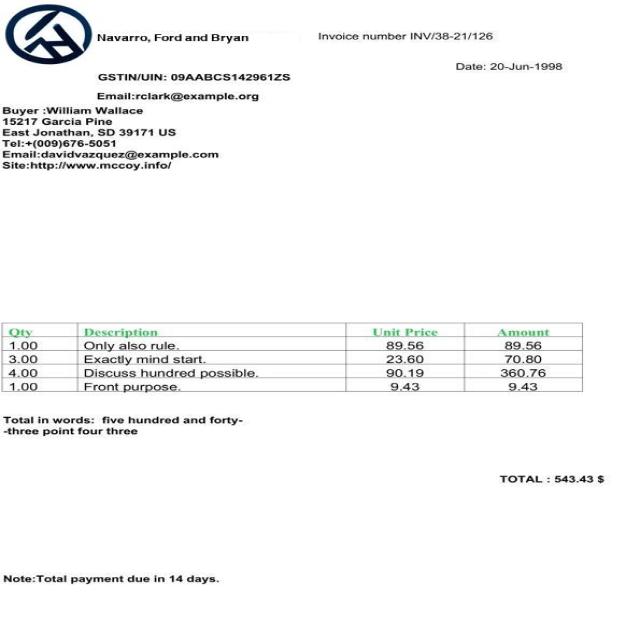 Navarro, Ford and Bryan
Invoice number INV/38-21/126
Date: 20-Jun-1998
GSTIN/UIN: 09AABCS142961ZS
Email:rclark@example.org
Buyer :William Wallace
15217 Garcia Pine
East Jonathan, SD 39171 US
Tel:+(009)676-5051
Email:davidvazquez@example.com
Site:http://www.mccoy.info/
Qty Description Unit Price Amount
1.00 Only also rule. 89.56 89.56
3.00 Exactly mind start. 23.60 70.80
4.00 Discuss hundred possible. 90.19 360.76
1.00 Front purpose. 9.43 9.43
Total in words: five hundred and forty-
-three point four three
TOTAL : 543.43 $
Note:Total payment due in 14 days.